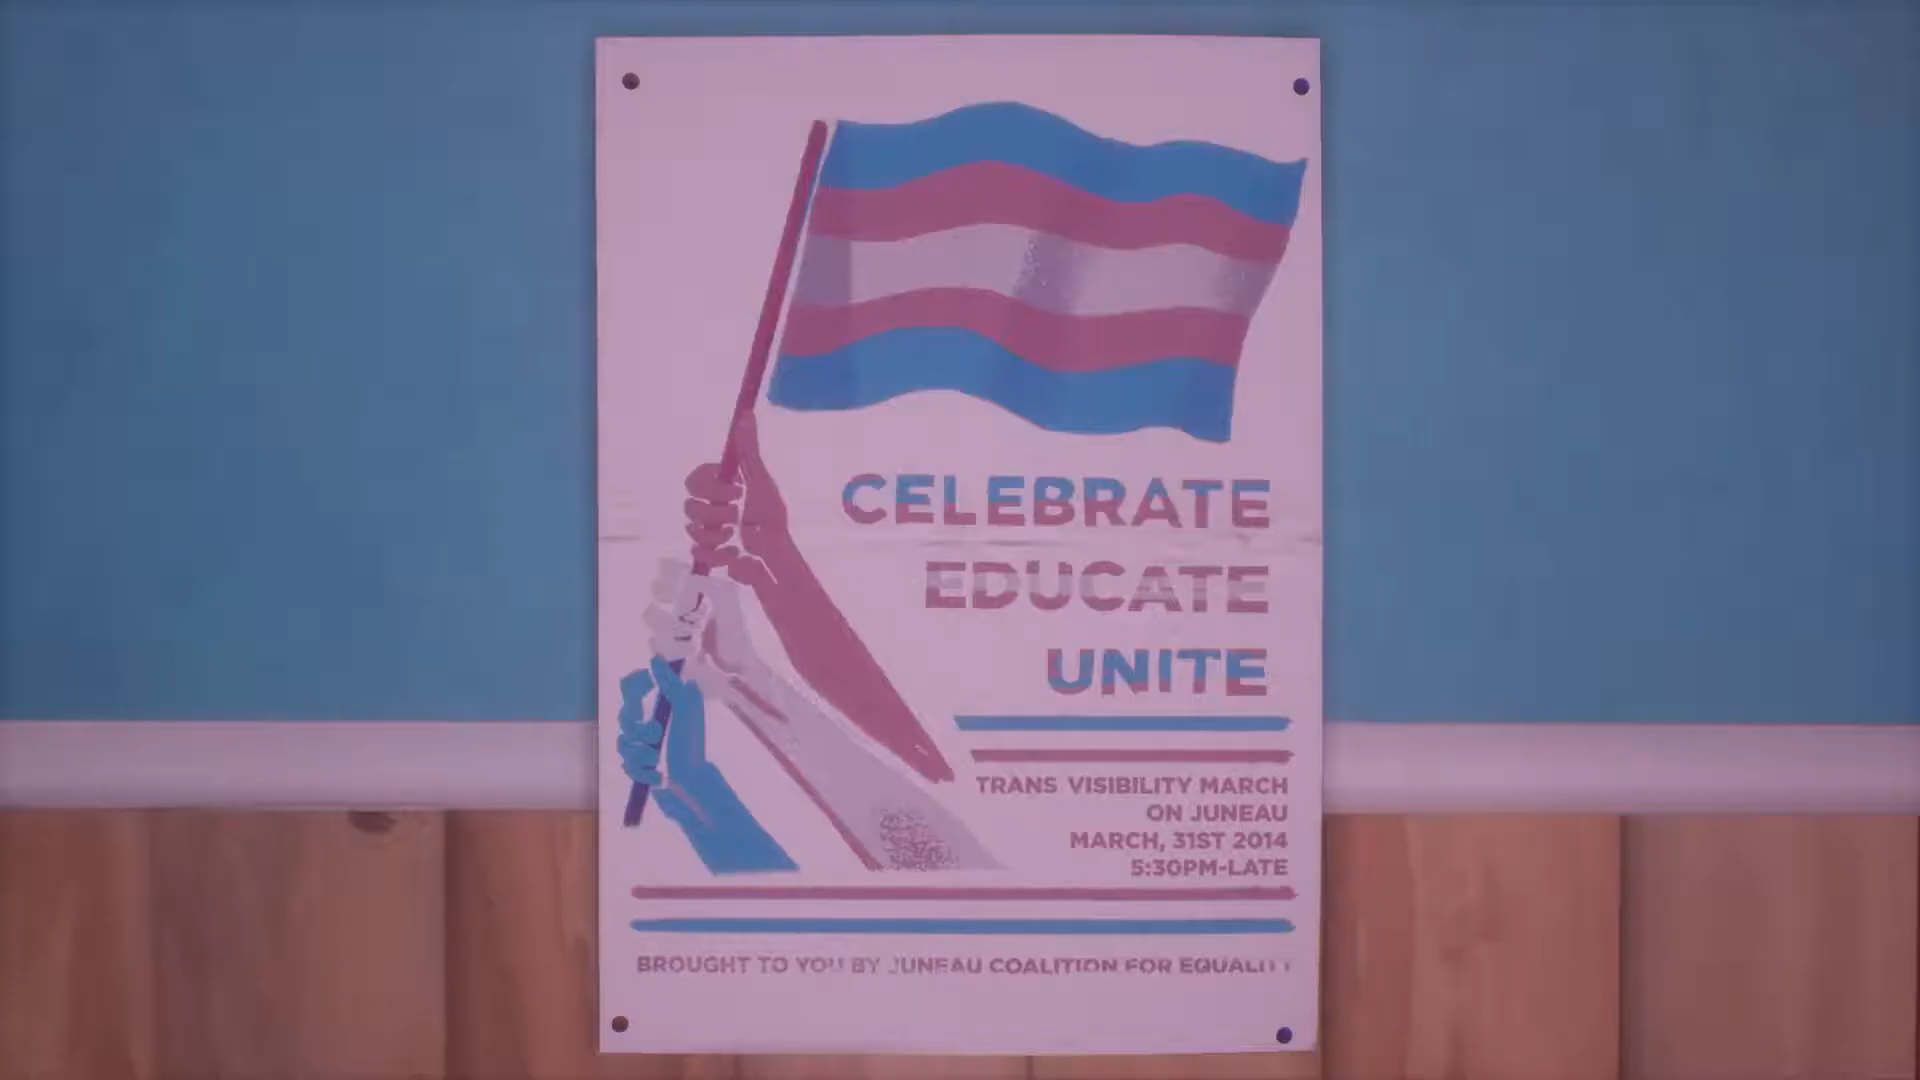 CELEBRATE
EDUCATE
UNITE
TRANS VISIBILITY MARCH
ON JUNEAU
MARCH, 31ST 2014
5:30PM-LATE
BROUGHT TO YOU BY JUNEAU COALITION FOR EQUALITY